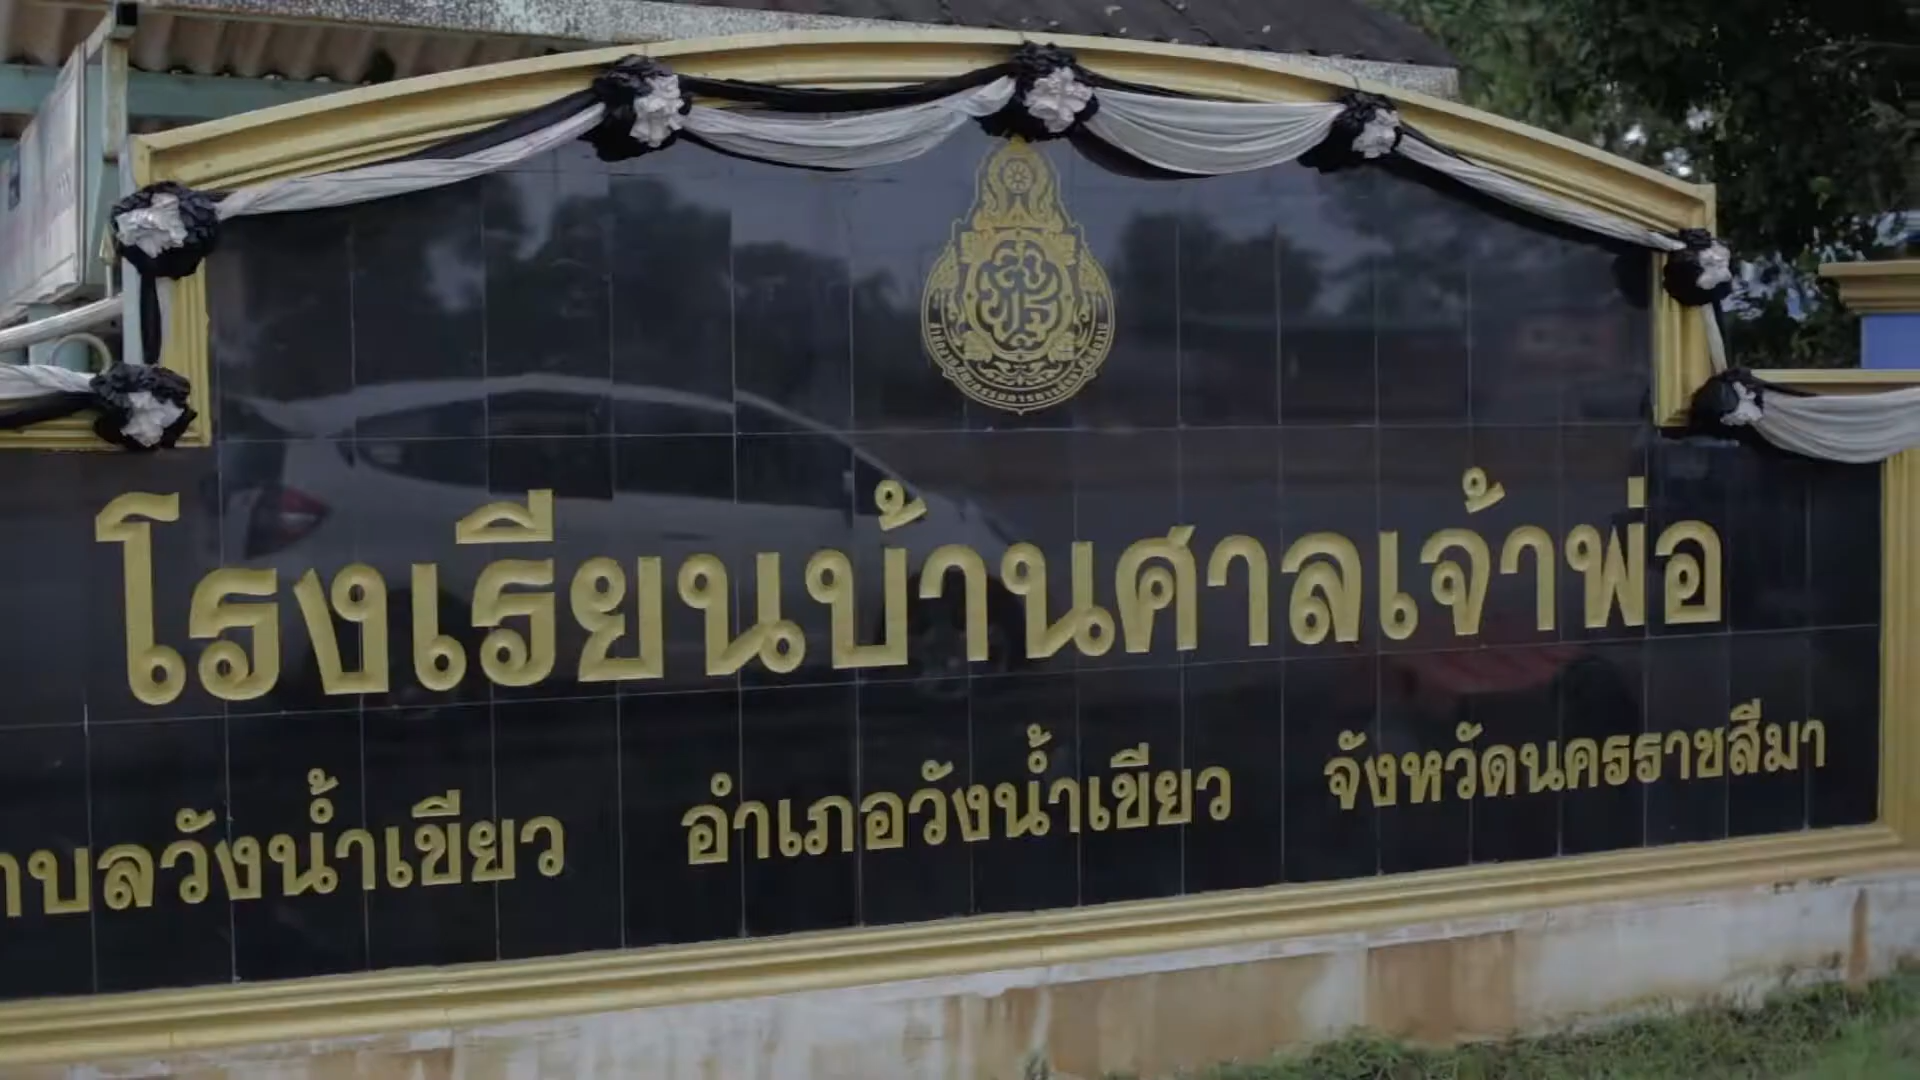 โรงเรียนบ้านศาลเจ้าพ่อ
ตำบลวังน้ำเขียว อำเภอวังน้ำเขียว จังหวัดนครราชสีมา